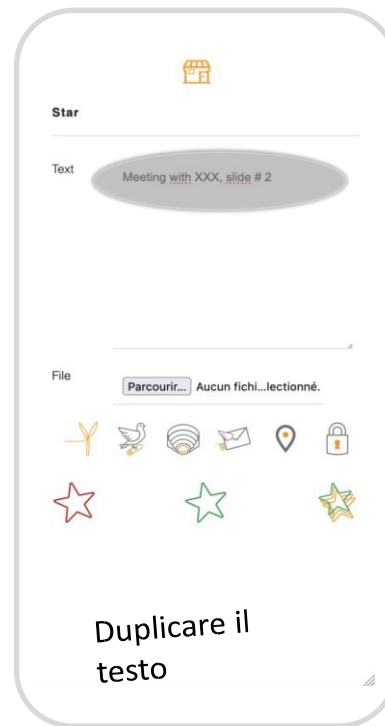 Star
Text
Meeting with XXX, slide # 2
File
Parcourir... Aucun fichi...lectionné.
Duplicare il
testo